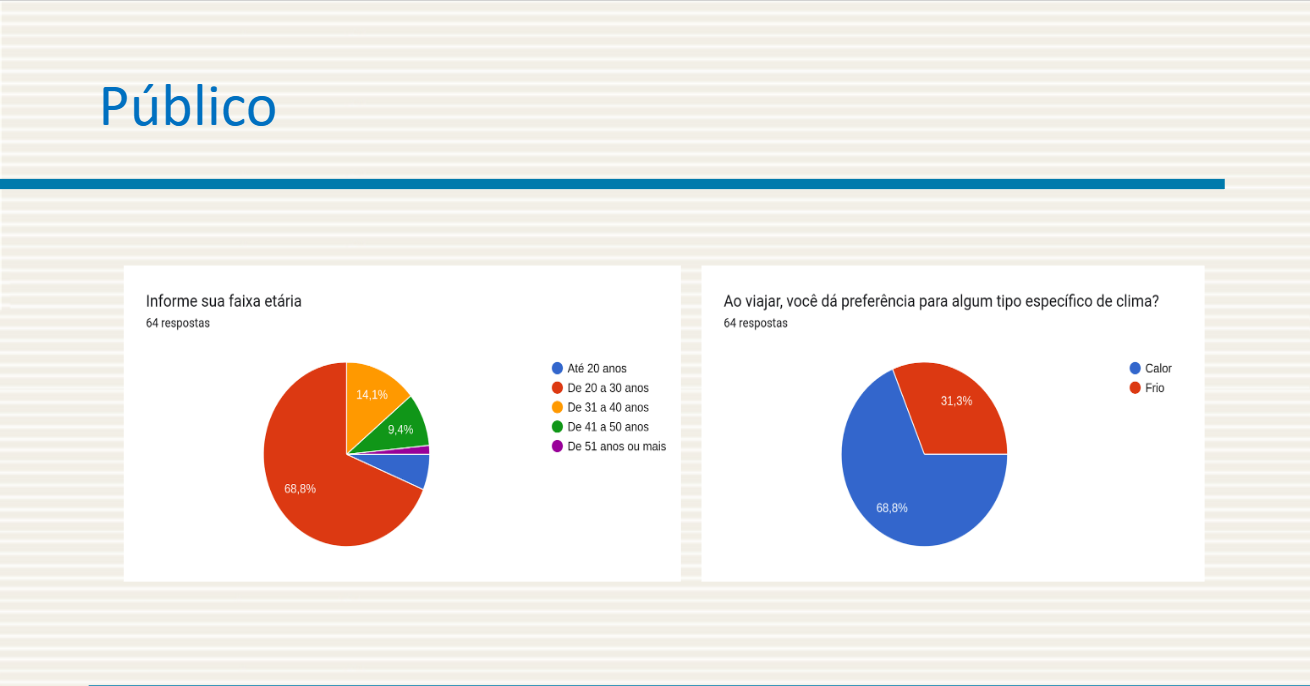 Público
Informe sua faixa etária
64 respostas
14,1%
9,4%
68,8%
Até 20 anos
De 20 a 30 anos
De 31 a 40 anos
De 41 a 50 anos
De 51 anos ou mais
Ao viajar, você dá preferência para algum tipo específico de clima?
64 respostas
31,3%
68,8%
Calor
Frio